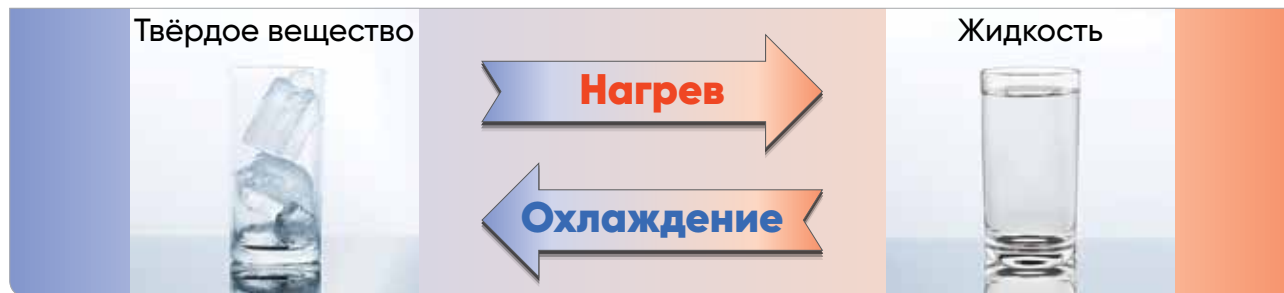 Твёрдое вещество
Жидкость
Нагрев
Охлаждение